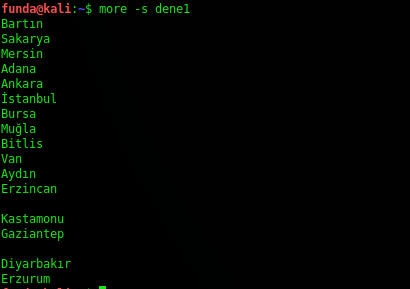 funda@kali:~$ more -s dene1
Bartın
Sakarya
Mersin
Adana
Ankara
İstanbul
Bursa
Muğla
Bitlis
Van
Aydın
Erzincan
Kastamonu
Gaziantep
Diyarbakır
Erzurum